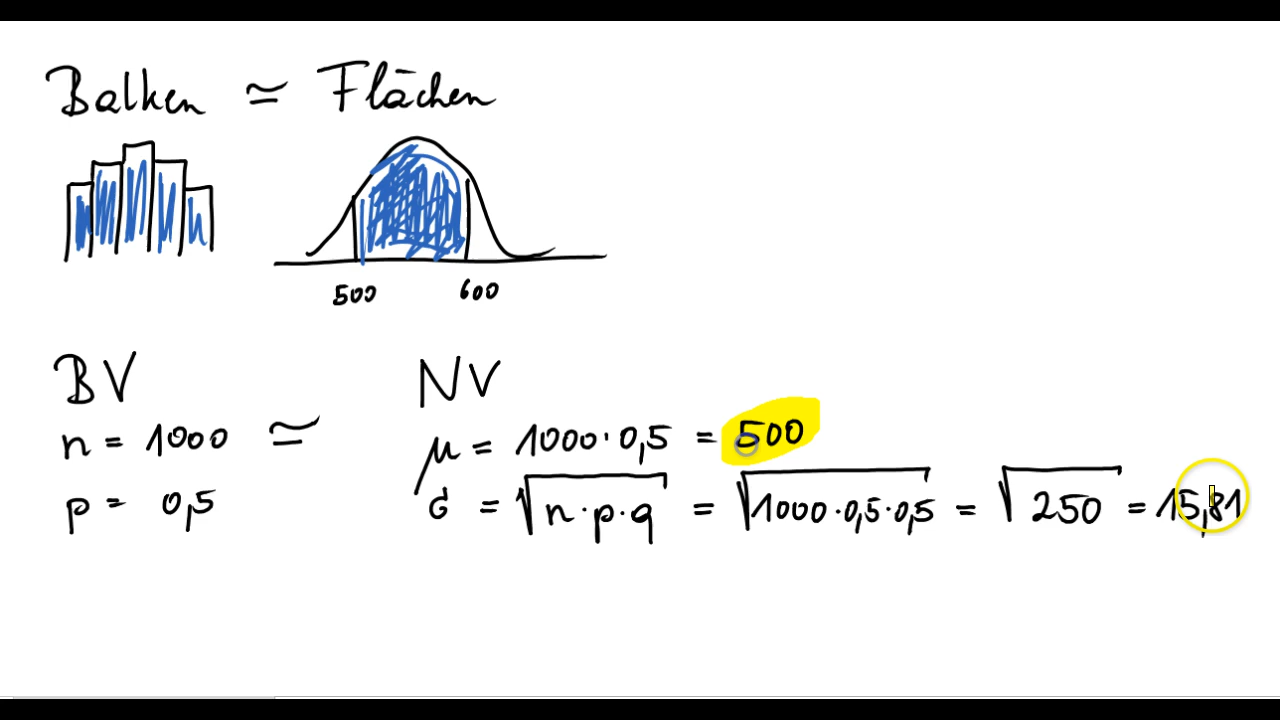 Balken ≃ Flächen
500 600
BV NV
n = 1000 ≃ μ = 1000·0,5 = 500
p = 0,5 σ = √n·p·q = √1000·0,5·0,5 = √250 = 15,81